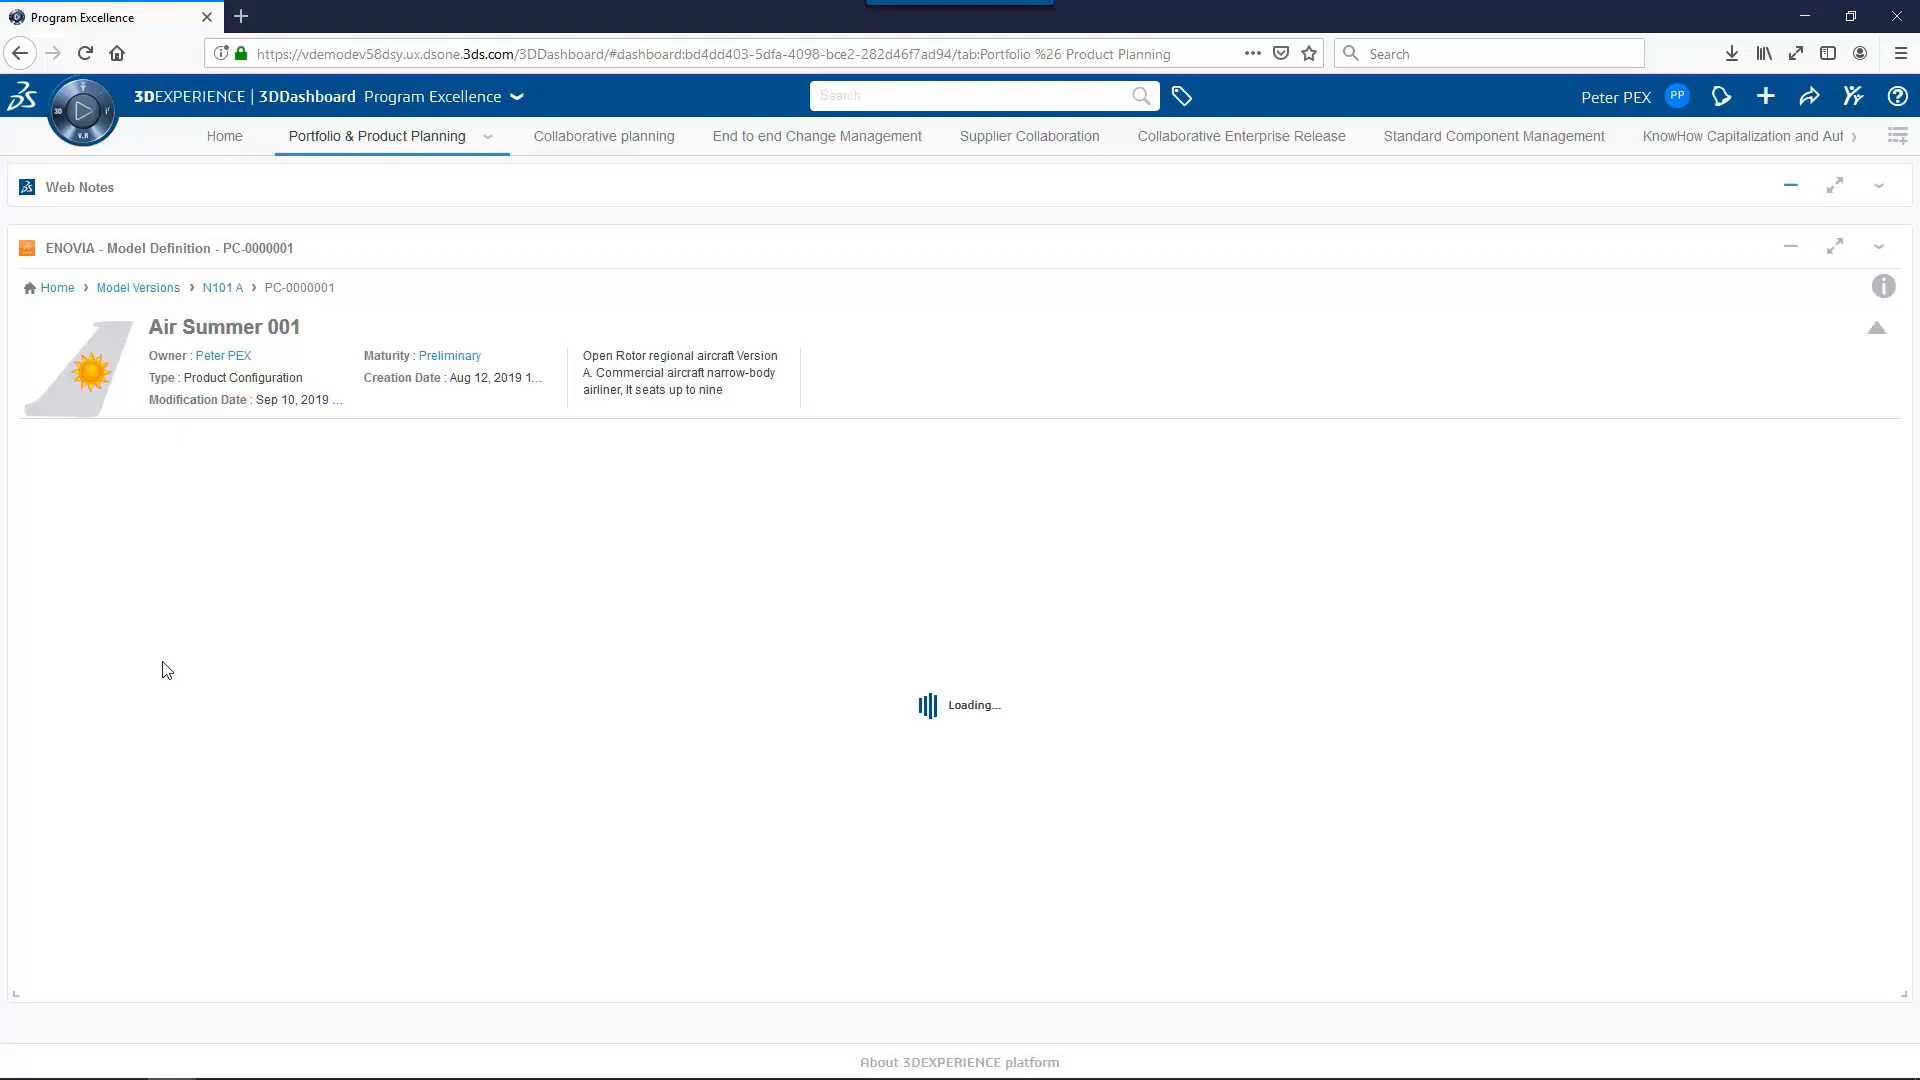 Program Excellence
https://vdemodev58dsy.ux.dsone.3ds.com/3DDashboard/#dashboard:bd4dd403-5dfa-4098-bce2-282d46f7ad94/tab:Portfolio %26 Product Planning
Search
3DEXPERIENCE | 3DDashboard Program Excellence
Search
Peter PEX PP
3D V.R
Home Portfolio & Product Planning Collaborative planning End to end Change Management Supplier Collaboration Collaborative Enterprise Release Standard Component Management KnowHow Capitalization and Aut
Web Notes
ENOVIA - Model Definition - PC-0000001
Home › Model Versions › N101 A › PC-0000001
Air Summer 001
Owner : Peter PEX
Type : Product Configuration
Modification Date : Sep 10, 2019 ...
Maturity : Preliminary
Creation Date : Aug 12, 2019 1...
Open Rotor regional aircraft Version
A. Commercial aircraft narrow-body
airliner, It seats up to nine
Loading...
About 3DEXPERIENCE platform